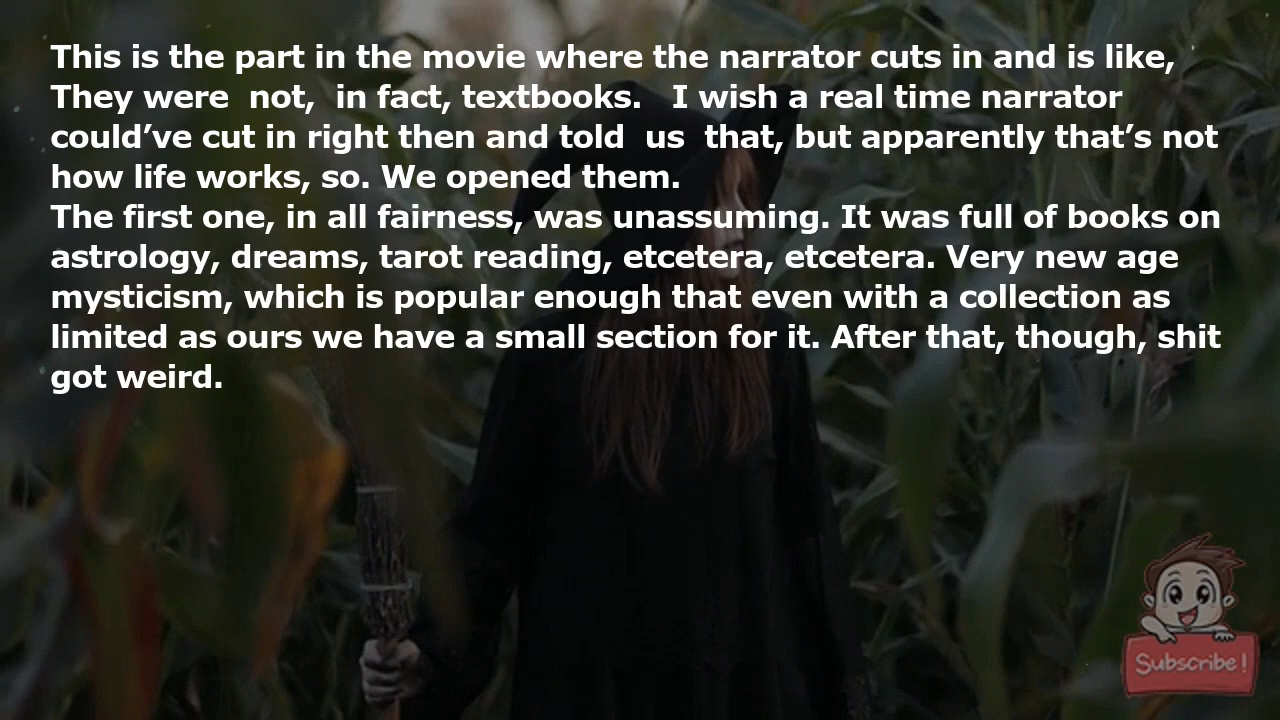 This is the part in the movie where the narrator cuts in and is like,
They were  not,  in fact, textbooks.   I wish a real time narrator
could’ve cut in right then and told  us  that, but apparently that’s not
how life works, so. We opened them.
The first one, in all fairness, was unassuming. It was full of books on
astrology, dreams, tarot reading, etcetera, etcetera. Very new age
mysticism, which is popular enough that even with a collection as
limited as ours we have a small section for it. After that, though, shit
got weird.
Subscribe!